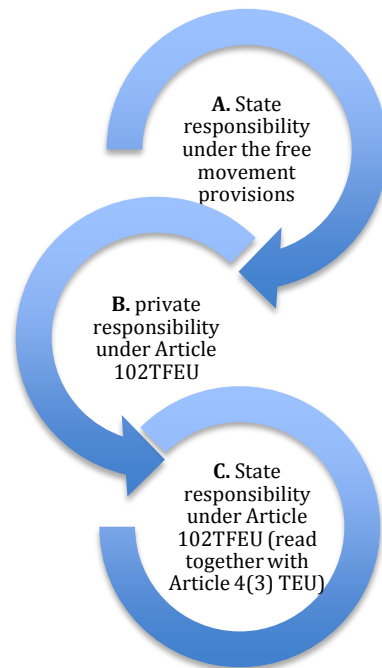 A. State
responsibility
under the free
movement
provisions
B. private
responsibility
under Article
102TFEU
C. State
responsibility
under Article
102TFEU (read
together with
Article 4(3) TEU)